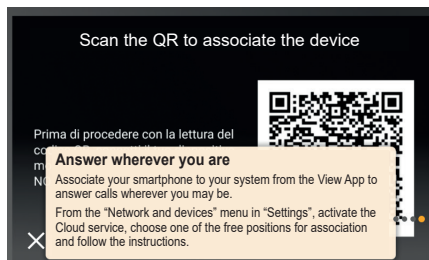 Scan the QR to associate the device
Prima di procedere con la lettura del
Answer wherever you are
Associate your smartphone to your system from the View App to
answer calls wherever you may be.
From the “Network and devices” menu in “Settings”, activate the
Cloud service, choose one of the free positions for association
and follow the instructions.